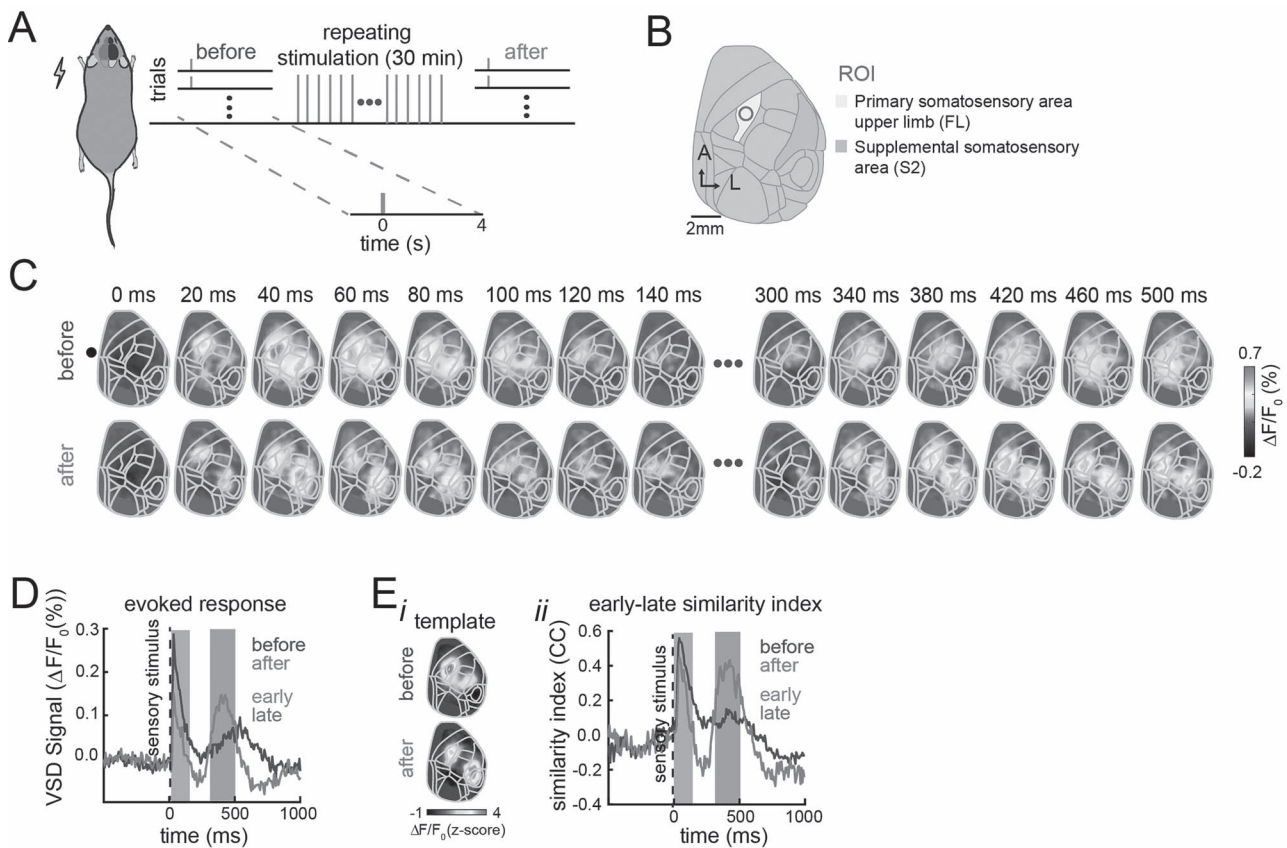 A
trials
before
repeating
stimulation (30 min)
after
0
4
time (s)
B
ROI
Primary somatosensory area
upper limb (FL)
Supplemental somatosensory
area (S2)
A
L
2mm
C
0 ms 20 ms 40 ms 60 ms 80 ms 100 ms 120 ms 140 ms 300 ms 340 ms 380 ms 420 ms 460 ms 500 ms
before
after
0.7
ΔF/F0 (%)
-0.2
D
evoked response
VSD Signal (ΔF/F0(%))
0.3
0.2
0.1
0.0
sensory stimulus
before
after
early
late
0 500 1000
time (ms)
E
i
template
before
after
-1 4
ΔF/F0(z-score)
ii
early-late similarity index
similarity index (CC)
0.6
0.4
0.2
0.0
-0.2
-0.4
sensory stimulus
before
after
early
late
0 500 1000
time (ms)